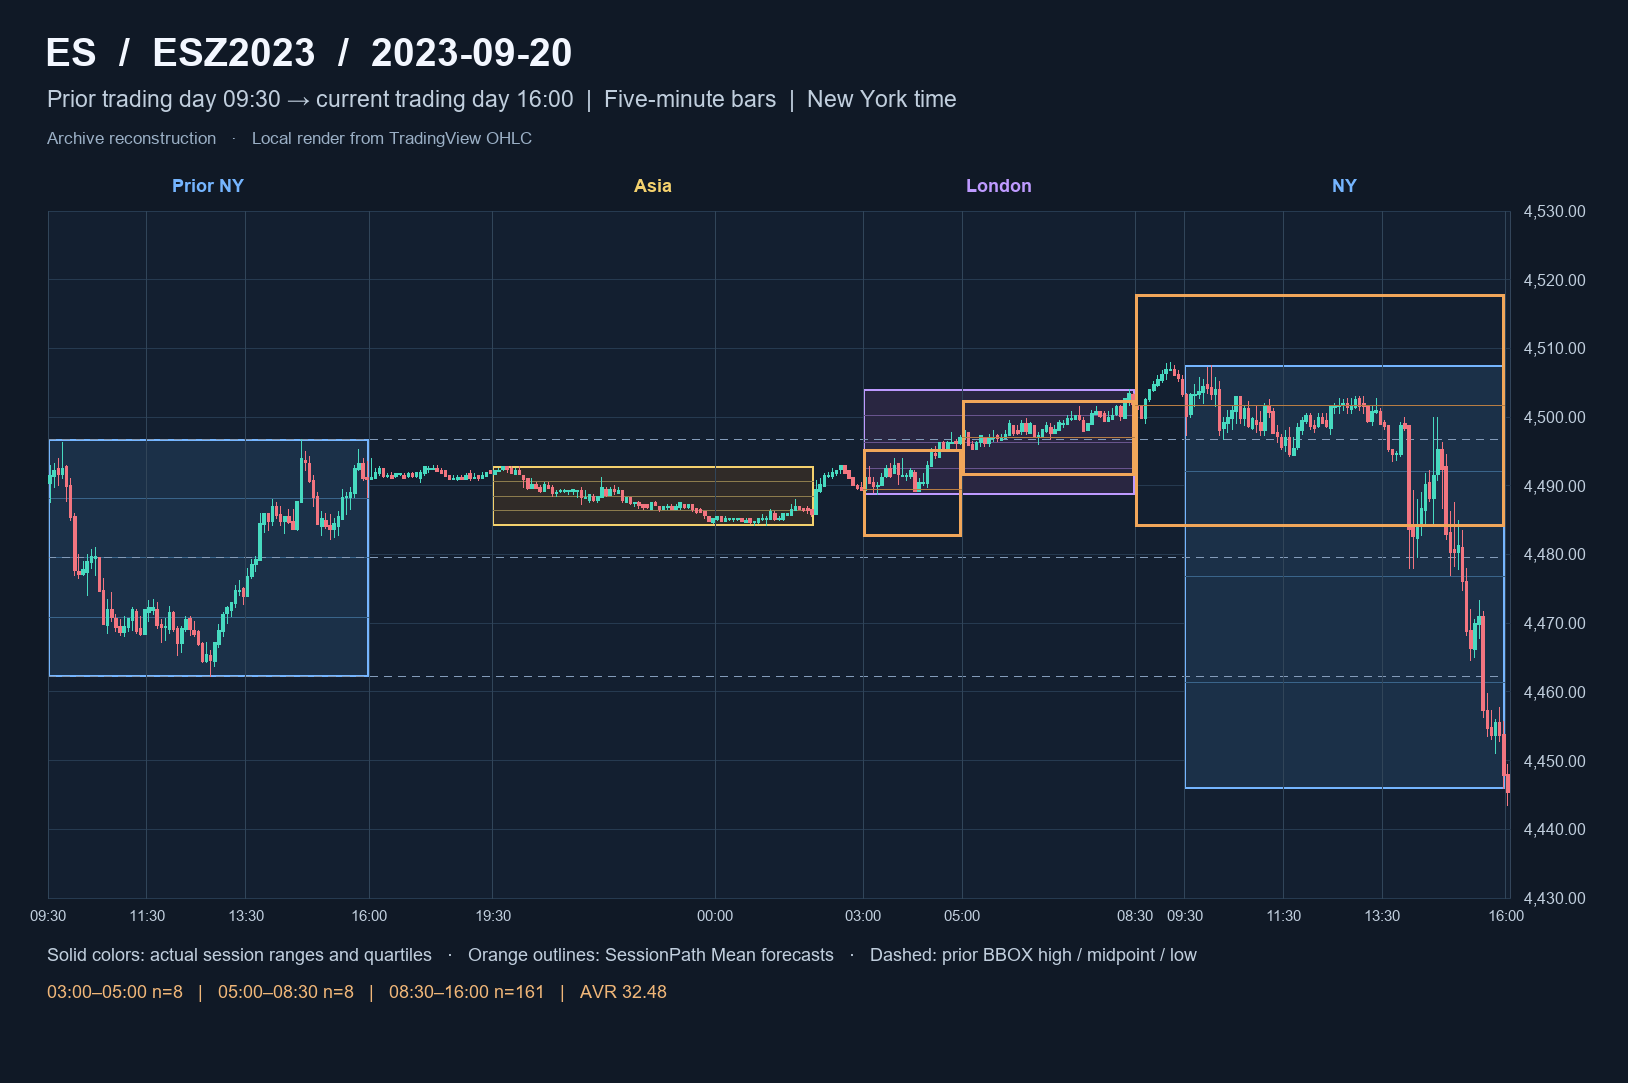 ES / ESZ2023 / 2023-09-20
Prior trading day 09:30 → current trading day 16:00 | Five-minute bars | New York time
Archive reconstruction · Local render from TradingView OHLC
Prior NY Asia London NY
4,530.00
4,520.00
4,510.00
4,500.00
4,490.00
4,480.00
4,470.00
4,460.00
4,450.00
4,440.00
4,430.00
09:30 11:30 13:30 16:00 19:30 00:00 03:00 05:00 08:30 09:30 11:30 13:30 16:00
Solid colors: actual session ranges and quartiles · Orange outlines: SessionPath Mean forecasts · Dashed: prior BBOX high / midpoint / low
03:00–05:00 n=8 | 05:00–08:30 n=8 | 08:30–16:00 n=161 | AVR 32.48